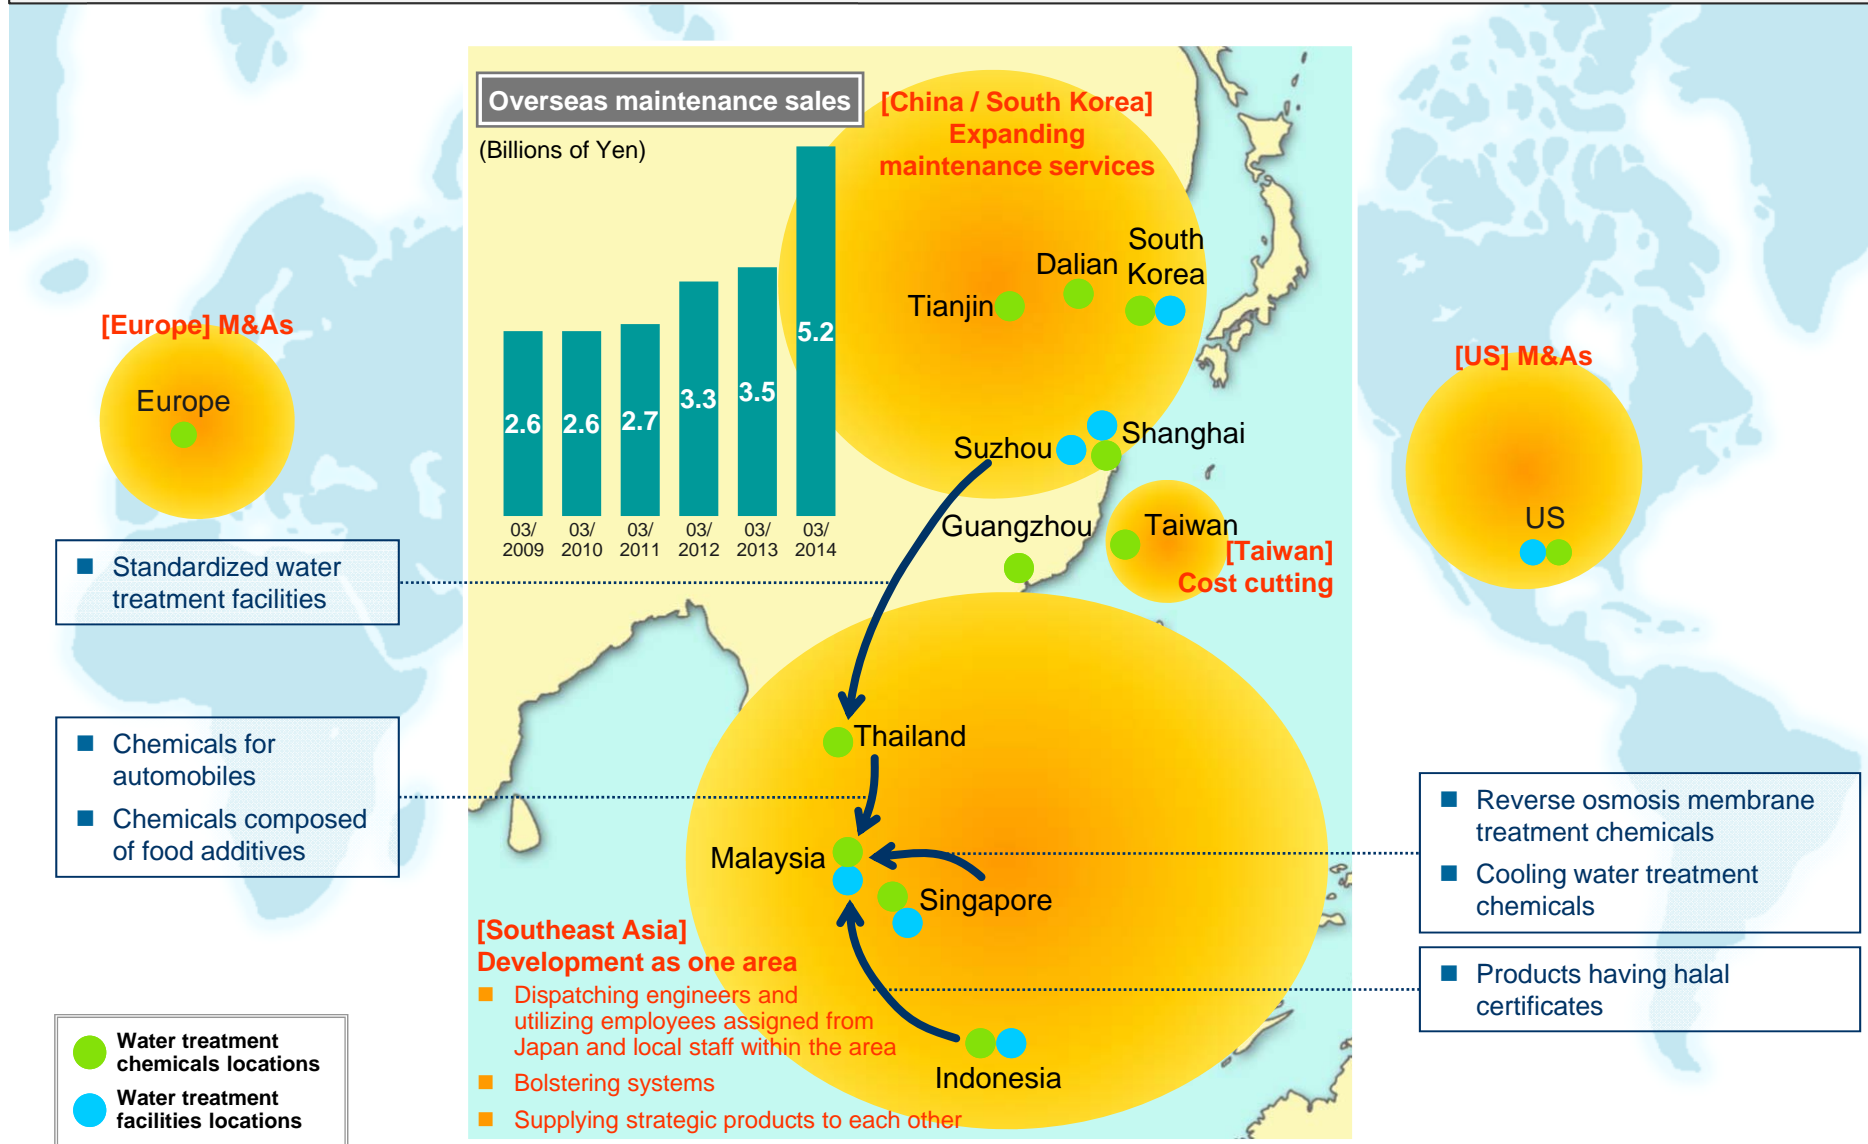 Overseas maintenance sales
(Billions of Yen)
2.6
2.6
2.7
3.3
3.5
5.2
03/
2009
03/
2010
03/
2011
03/
2012
03/
2013
03/
2014
[China / South Korea]
Expanding
maintenance services
South
Korea
Dalian
Tianjin
Suzhou
Shanghai
Guangzhou
Taiwan
[Taiwan]
Cost cutting
[Europe] M&As
Europe
[US] M&As
US
Standardized water
treatment facilities
Chemicals for
automobiles
Chemicals composed
of food additives
Thailand
Malaysia
Singapore
Indonesia
Reverse osmosis membrane
treatment chemicals
Cooling water treatment
chemicals
Products having halal
certificates
[Southeast Asia]
Development as one area
Dispatching engineers and
utilizing employees assigned from
Japan and local staff within the area
Bolstering systems
Supplying strategic products to each other
Water treatment
chemicals locations
Water treatment
facilities locations